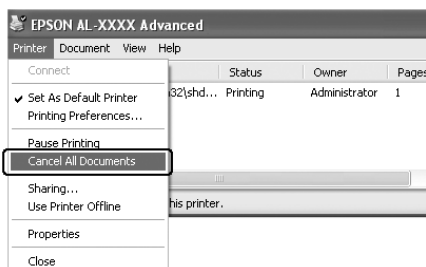 EPSON AL-XXXX Advanced
Printer Document View Help
Connect
Status Owner Pages
Set As Default Printer
n32\shd... Printing Administrator 1
Printing Preferences...
Pause Printing
Cancel All Documents
Sharing...
Use Printer Offline
his printer.
Properties
Close